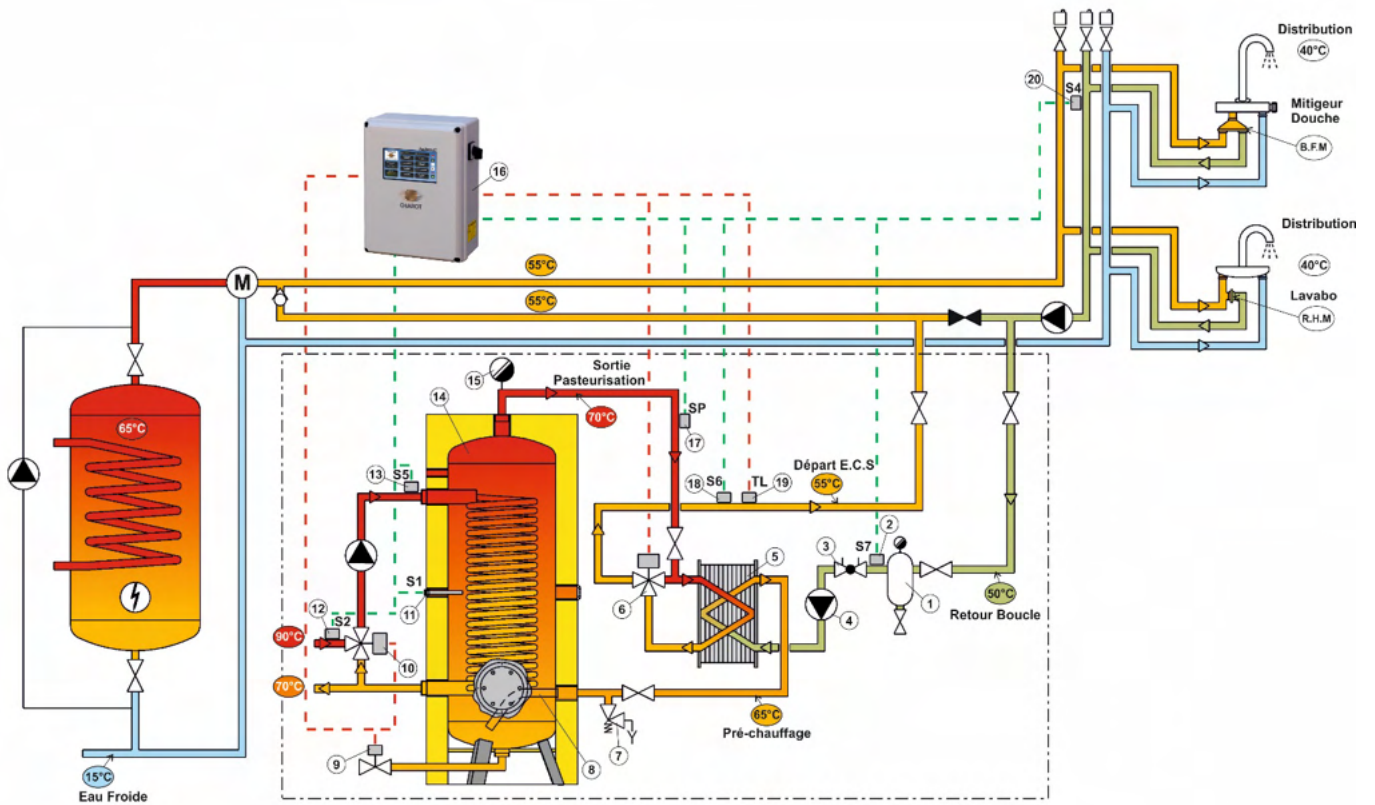 Distribution
40°C
20
S4
Mitigeur
Douche
B.F.M
16
CHAROT
Distribution
55°C
40°C
M
55°C
Lavabo
R.H.M
Sortie
Pasteurisation
15
14
70°C
SP
17
65°C
13
S5
18
S6
TL
19
Départ E.C.S
55°C
2
3
S7
5
S1
11
6
4
1
50°C
Retour Boucle
12
S2
90°C
10
70°C
65°C
Pré-chauffage
9
7
8
15°C
Eau Froide